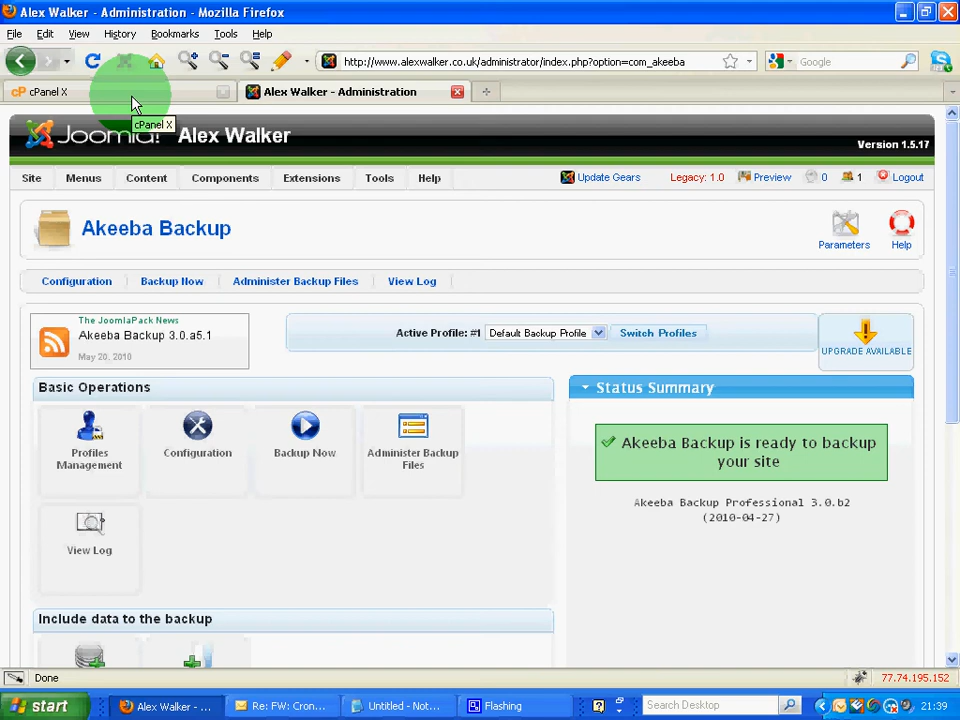 Alex Walker - Administration - Mozilla Firefox
File Edit View History Bookmarks Tools Help
http://www.alexwalker.co.uk/administrator/index.php?option=com_akeeba
Google
cP cPanel X
Alex Walker - Administration
cPanel X
Joomla! Alex Walker
Version 1.5.17
Site Menus Content Components Extensions Tools Help
Update Gears Legacy: 1.0 Preview 0 1 Logout
Akeeba Backup
Parameters Help
Configuration Backup Now Administer Backup Files View Log
The JoomlaPack News
Akeeba Backup 3.0.a5.1
May 20, 2010
Active Profile: #1 Default Backup Profile Switch Profiles
UPGRADE AVAILABLE
Basic Operations
Profiles
Management
Configuration
Backup Now
Administer Backup
Files
View Log
Status Summary
Akeeba Backup is ready to backup
your site
Akeeba Backup Professional 3.0.b2
(2010-04-27)
Include data to the backup
Done
77.74.195.152
start
Alex Walker - ...
Re: FW: Cron...
Untitled - Not...
Flashing
Search Desktop
21:39